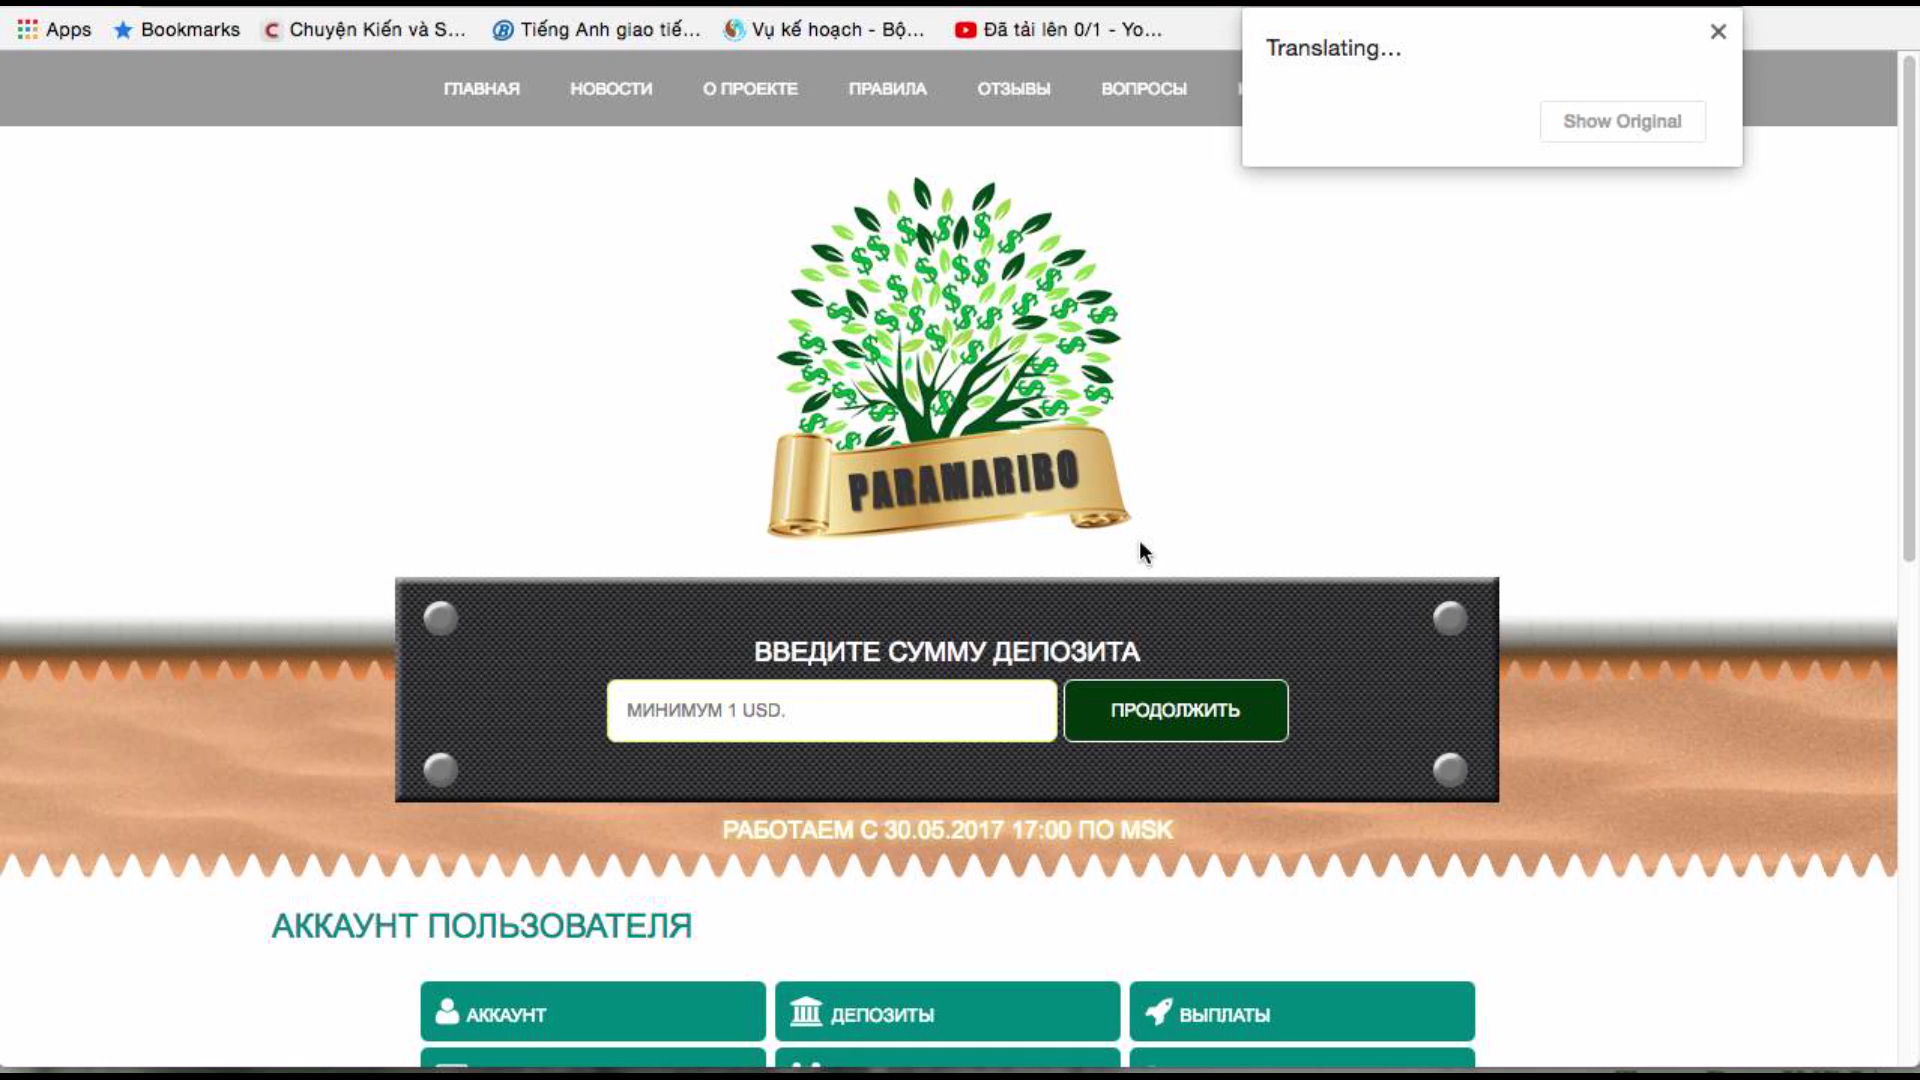 Apps
Bookmarks
Chuyện Kiến và S...
Tiếng Anh giao tiế...
Vụ kế hoạch - Bộ...
Đã tải lên 0/1 - Yo...
Translating...
Show Original
ГЛАВНАЯ
НОВОСТИ
О ПРОЕКТЕ
ПРАВИЛА
ОТЗЫВЫ
ВОПРОСЫ
PARAMARIBO
ВВЕДИТЕ СУММУ ДЕПОЗИТА
МИНИМУМ 1 USD.
ПРОДОЛЖИТЬ
РАБОТАЕМ С 30.05.2017 17:00 ПО MSK
АККАУНТ ПОЛЬЗОВАТЕЛЯ
АККАУНТ
ДЕПОЗИТЫ
ВЫПЛАТЫ